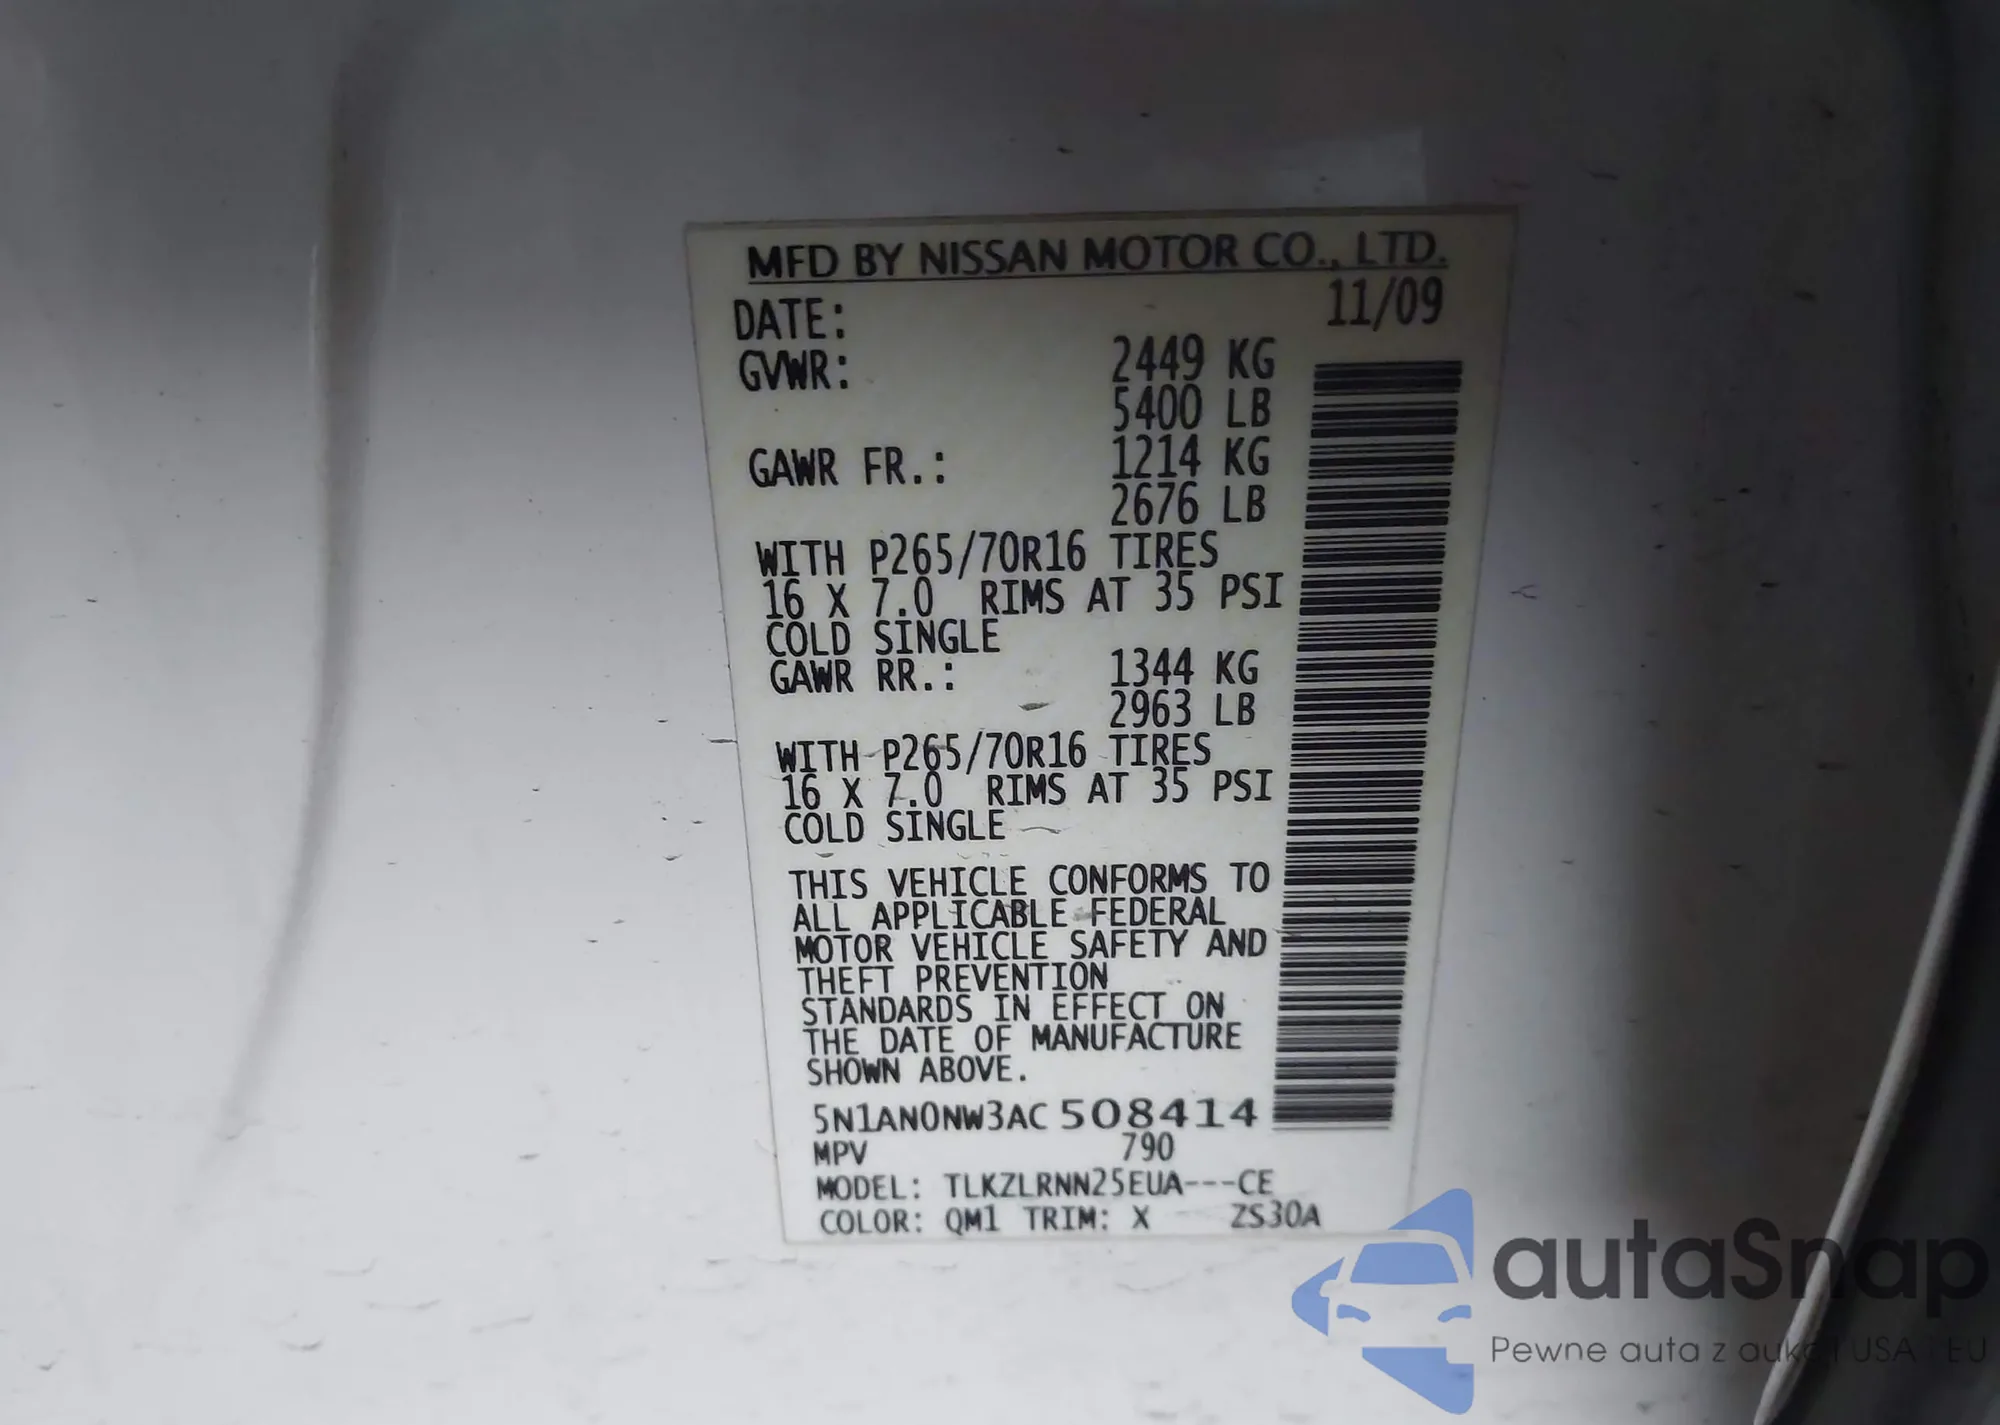 MFD BY NISSAN MOTOR CO., LTD.
DATE: 11/09
GVWR: 2449 KG
5400 LB
GAWR FR.: 1214 KG
2676 LB
WITH P265/70R16 TIRES
16 X 7.0 RIMS AT 35 PSI
COLD SINGLE
GAWR RR.: 1344 KG
2963 LB
WITH P265/70R16 TIRES
16 X 7.0 RIMS AT 35 PSI
COLD SINGLE
THIS VEHICLE CONFORMS TO
ALL APPLICABLE FEDERAL
MOTOR VEHICLE SAFETY AND
THEFT PREVENTION
STANDARDS IN EFFECT ON
THE DATE OF MANUFACTURE
SHOWN ABOVE.
5N1AN0NW3AC508414
MPV 790
MODEL: TLKZLRNN25EUA---CE
COLOR: QM1 TRIM: X ZS30A
autaSnap
Pewne auta z aukcji USA i EU